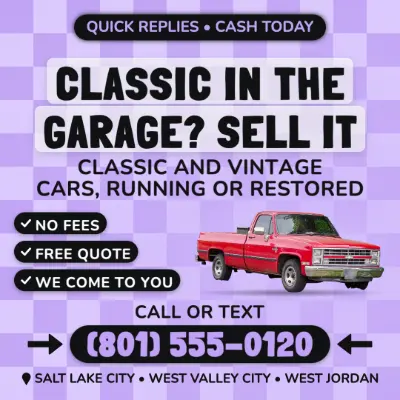 QUICK REPLIES • CASH TODAY
CLASSIC IN THE
GARAGE? SELL IT
CLASSIC AND VINTAGE
CARS, RUNNING OR RESTORED
NO FEES
FREE QUOTE
WE COME TO YOU
CALL OR TEXT
(801) 555-0120
SALT LAKE CITY • WEST VALLEY CITY • WEST JORDAN